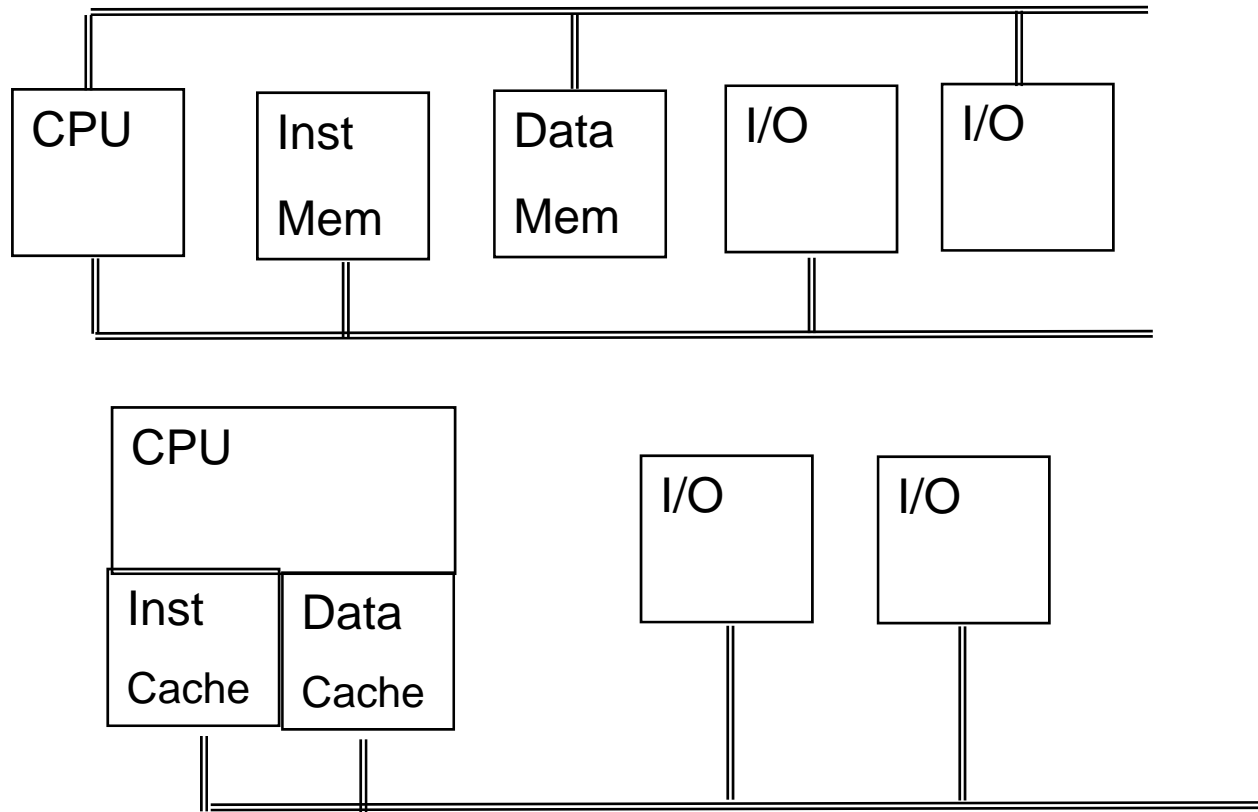 CPU
Inst
Mem
Data
Mem
I/O
I/O
CPU
Inst
Cache
Data
Cache
I/O
I/O